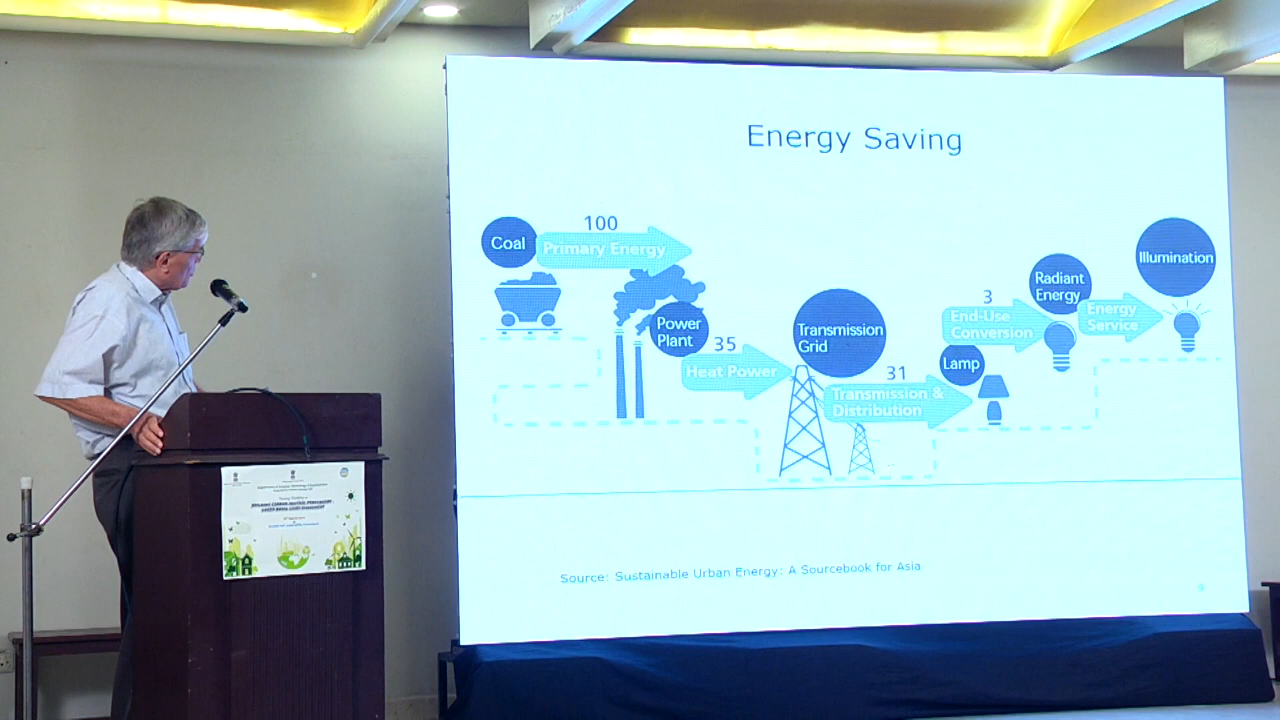 Energy Saving
Coal
100
Primary Energy
Power
Plant
35
Heat Power
Transmission
Grid
31
Transmission &
Distribution
Lamp
3
End-Use
Conversion
Radiant
Energy
Energy
Service
Illumination
Source: Sustainable Urban Energy: A Sourcebook for Asia
9